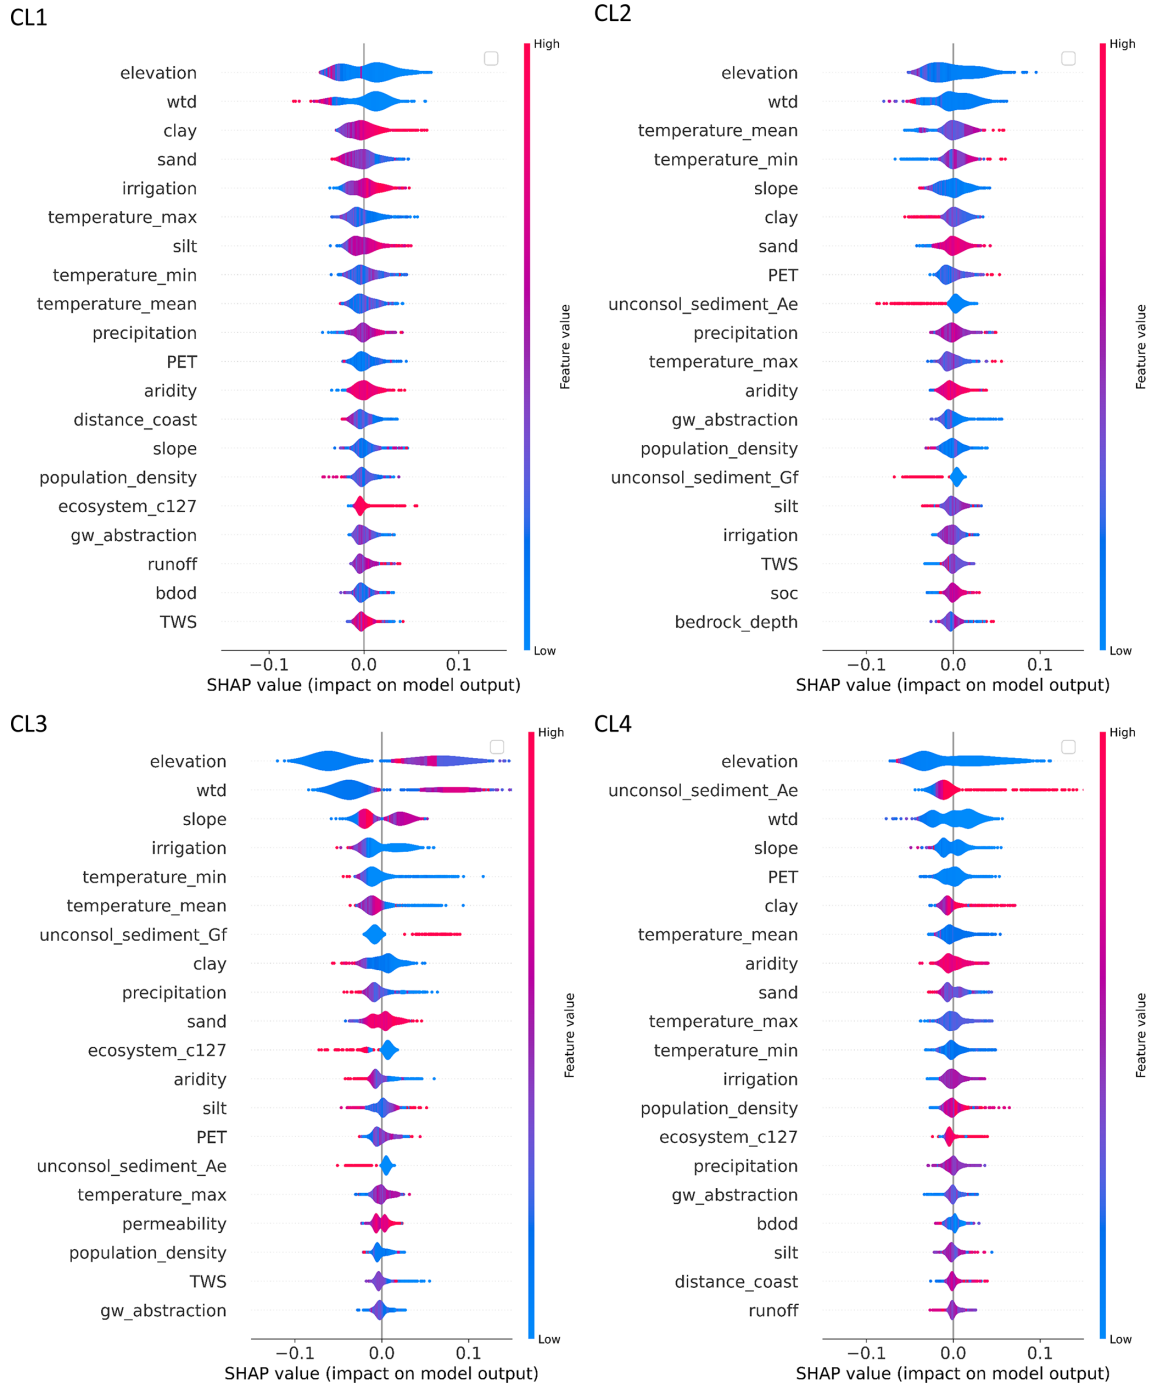 CL1
High
elevation
wtd
clay
sand
irrigation
temperature_max
silt
temperature_min
temperature_mean
precipitation
PET
aridity
distance_coast
slope
population_density
ecosystem_c127
gw_abstraction
runoff
bdod
TWS
Feature value
Low
−0.1 0.0 0.1
SHAP value (impact on model output)
CL2
High
elevation
wtd
temperature_mean
temperature_min
slope
clay
sand
PET
unconsol_sediment_Ae
precipitation
temperature_max
aridity
gw_abstraction
population_density
unconsol_sediment_Gf
silt
irrigation
TWS
soc
bedrock_depth
Feature value
Low
−0.1 0.0 0.1
SHAP value (impact on model output)
CL3
High
elevation
wtd
slope
irrigation
temperature_min
temperature_mean
unconsol_sediment_Gf
clay
precipitation
sand
ecosystem_c127
aridity
silt
PET
unconsol_sediment_Ae
temperature_max
permeability
population_density
TWS
gw_abstraction
Feature value
Low
−0.1 0.0 0.1
SHAP value (impact on model output)
CL4
High
elevation
unconsol_sediment_Ae
wtd
slope
PET
clay
temperature_mean
aridity
sand
temperature_max
temperature_min
irrigation
population_density
ecosystem_c127
precipitation
gw_abstraction
bdod
silt
distance_coast
runoff
Feature value
Low
−0.1 0.0 0.1
SHAP value (impact on model output)